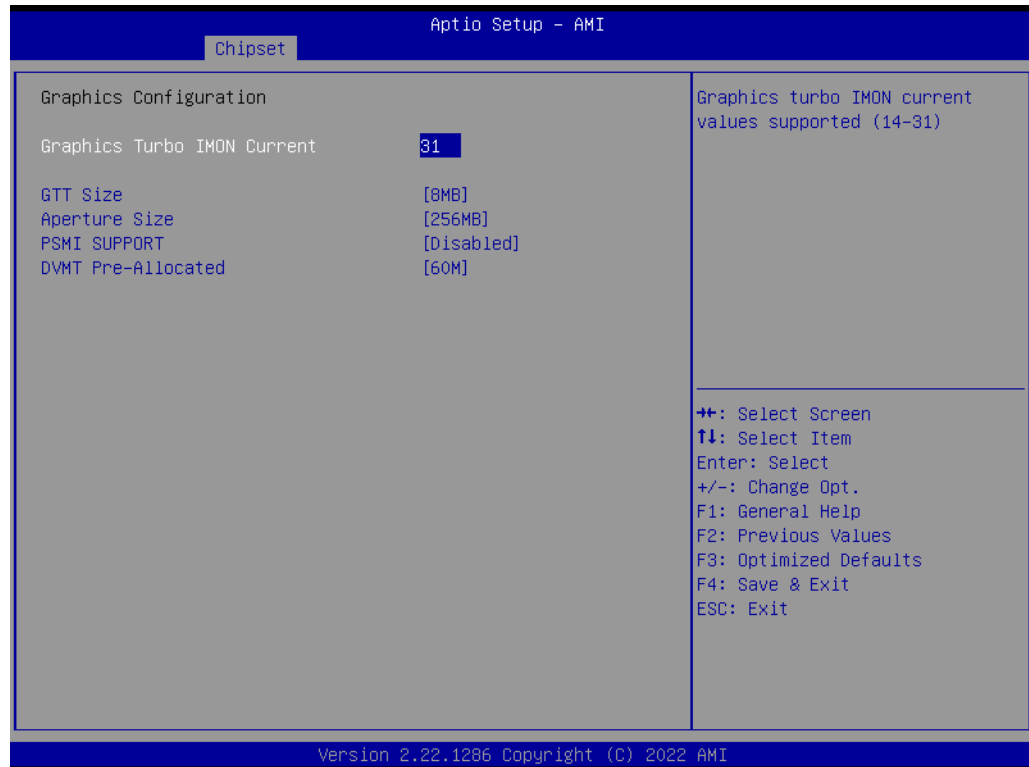 Aptio Setup – AMI
Chipset
Graphics Configuration
Graphics Turbo IMON Current 31
GTT Size [8MB]
Aperture Size [256MB]
PSMI SUPPORT [Disabled]
DVMT Pre-Allocated [60M]
Graphics turbo IMON current
values supported (14-31)
→←: Select Screen
↑↓: Select Item
Enter: Select
+/-: Change Opt.
F1: General Help
F2: Previous Values
F3: Optimized Defaults
F4: Save & Exit
ESC: Exit
Version 2.22.1286 Copyright (C) 2022 AMI